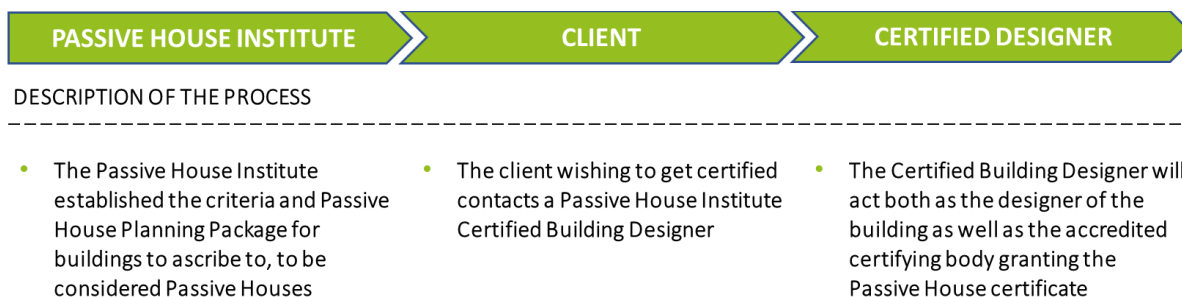 PASSIVE HOUSE INSTITUTE
CLIENT
CERTIFIED DESIGNER
DESCRIPTION OF THE PROCESS
• The Passive House Institute
established the criteria and Passive
House Planning Package for
buildings to ascribe to, to be
considered Passive Houses
• The client wishing to get certified
contacts a Passive House Institute
Certified Building Designer
• The Certified Building Designer will
act both as the designer of the
building as well as the accredited
certifying body granting the
Passive House certificate